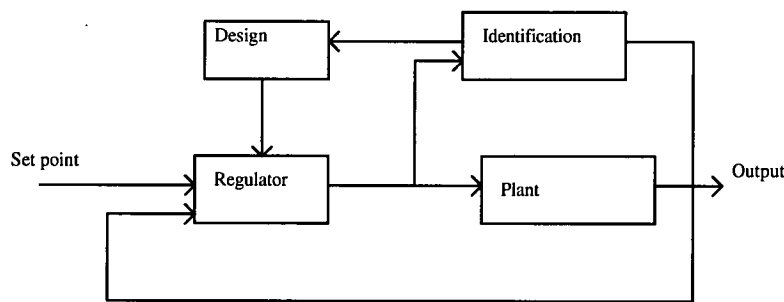 Design
Identification
Set point
Regulator
Plant
Output